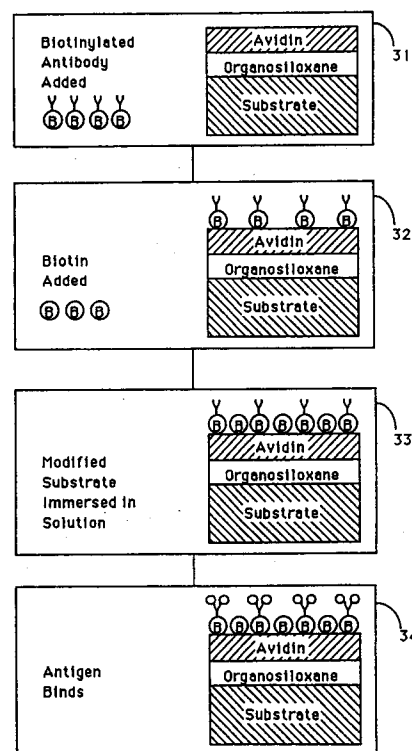 Biotinylated
Antibody
Added
Y Y Y Y
B B B B
Avidin
Organosiloxane
Substrate
31
Biotin
Added
B B B
Y Y Y Y
B B B B
Avidin
Organosiloxane
Substrate
32
Modified
Substrate
Immersed in
Solution
Y Y Y Y
B B B B B B B
Avidin
Organosiloxane
Substrate
33
Antigen
Binds
B B B B B B B
Avidin
Organosiloxane
Substrate
34